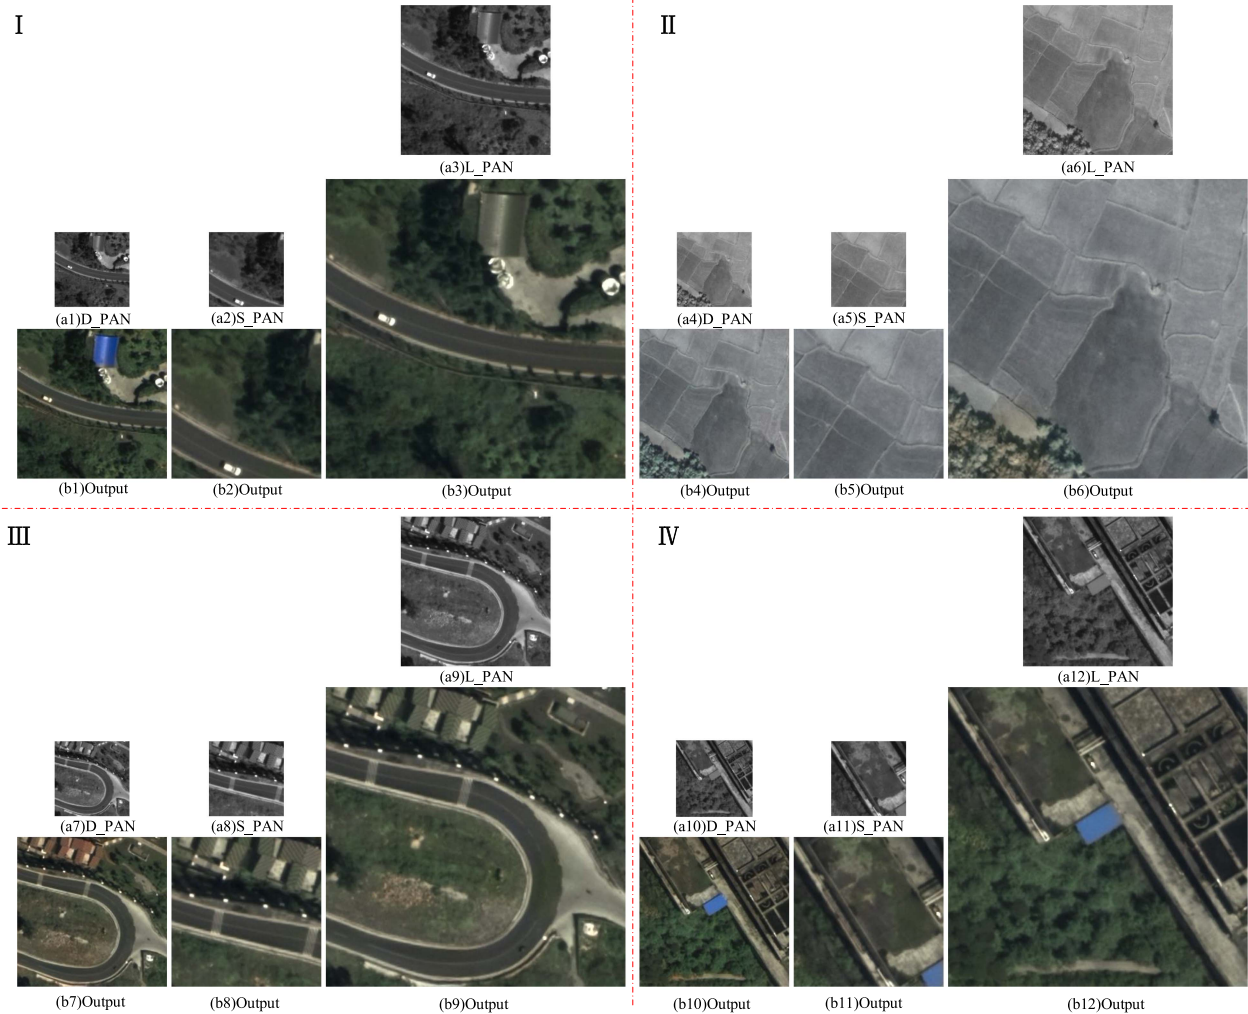 Ⅰ
(a3)L_PAN
(a1)D_PAN
(a2)S_PAN
(b1)Output
(b2)Output
(b3)Output
Ⅱ
(a6)L_PAN
(a4)D_PAN
(a5)S_PAN
(b4)Output
(b5)Output
(b6)Output
Ⅲ
(a9)L_PAN
(a7)D_PAN
(a8)S_PAN
(b7)Output
(b8)Output
(b9)Output
Ⅳ
(a12)L_PAN
(a10)D_PAN
(a11)S_PAN
(b10)Output
(b11)Output
(b12)Output